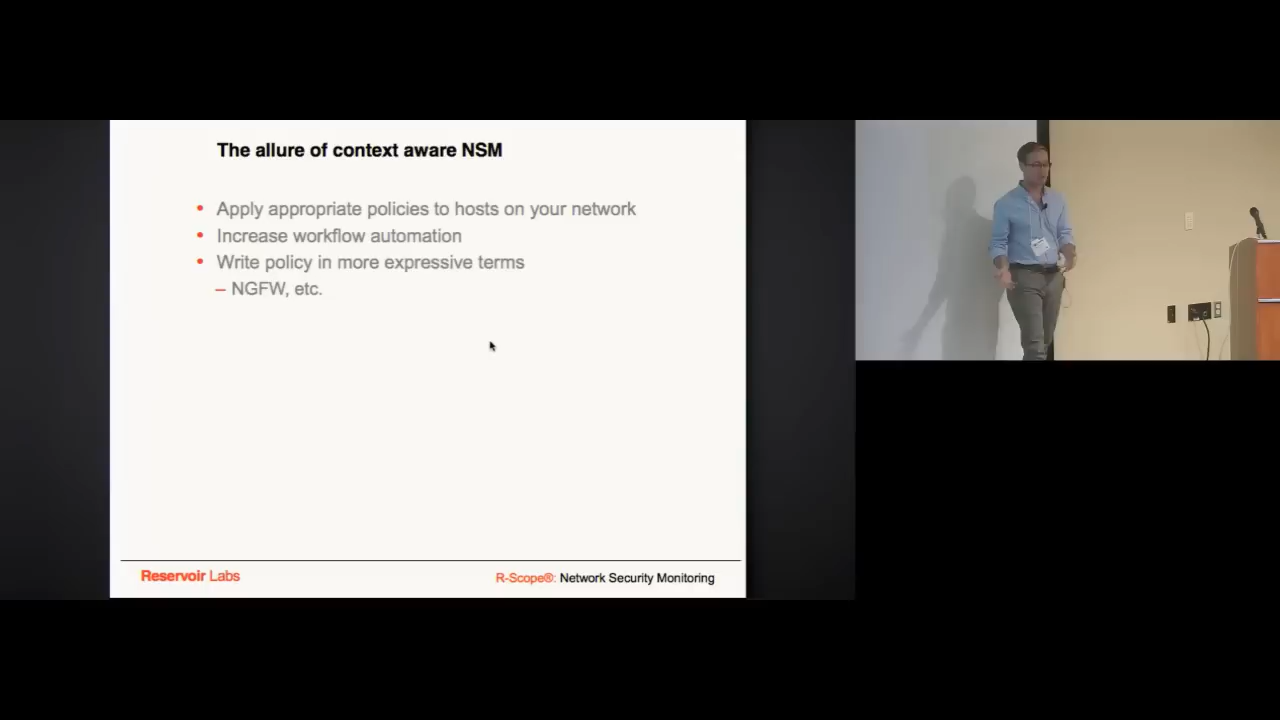 The allure of context aware NSM
• Apply appropriate policies to hosts on your network
• Increase workflow automation
• Write policy in more expressive terms
– NGFW, etc.
Reservoir Labs
R-Scope®: Network Security Monitoring